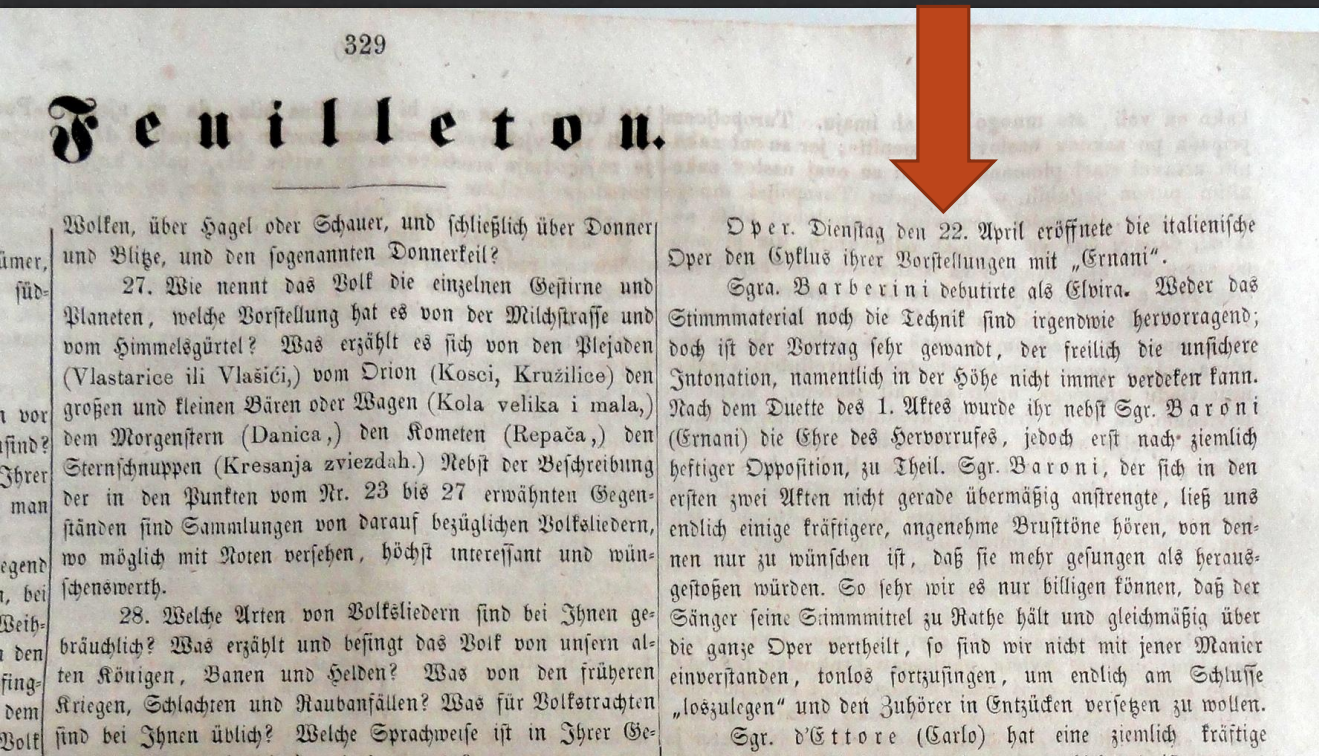 329
Feuilleton.
ümer,
süd-
n vor
sind?
Ihrer
man
egend
n, bei
Weih-
n den
fing-
dem
Volk
Wolken, über Hagel oder Schauer, und schließlich über Donner
und Blitze, und den sogenannten Donnerkeil?
27. Wie nennt das Volk die einzelnen Gestirne und
Planeten, welche Vorstellung hat es von der Milchstrasse und
vom Himmelsgürtel? Was erzählt es sich von den Plejaden
(Vlastarice ili Vlašići,) vom Orion (Kosci, Kružilice) den
großen und kleinen Bären oder Wagen (Kola velika i mala,)
dem Morgenstern (Danica,) den Kometen (Repača,) den
Sternschnuppen (Kresanja zviezdah.) Nebst der Beschreibung
der in den Punkten vom Nr. 23 bis 27 erwähnten Gegen-
ständen sind Sammlungen von darauf bezüglichen Volksliedern,
wo möglich mit Noten versehen, höchst interessant und wün-
schenswerth.
28. Welche Arten von Volksliedern sind bei Ihnen ge-
bräuchlich? Was erzählt und besingt das Volk von unsern al-
ten Königen, Banen und Helden? Was von den früheren
Kriegen, Schlachten und Raubanfällen? Was für Volkstrachten
sind bei Ihnen üblich? Welche Sprachweise ist in Ihrer Ge-
Oper. Dienstag den 22. April eröffnete die italienische
Oper den Cyklus ihrer Vorstellungen mit „Ernani“.
Sgra. Barberini debutirte als Elvira. Weder das
Stimmmaterial noch die Technik sind irgendwie hervorragend;
doch ist der Vortrag sehr gewandt, der freilich die unsichere
Intonation, namentlich in der Höhe nicht immer verdeken kann.
Nach dem Duette des 1. Aktes wurde ihr nebst Sgr. Baroni
(Ernani) die Ehre des Hervorrufes, jedoch erst nach ziemlich
heftiger Opposition, zu Theil. Sgr. Baroni, der sich in den
ersten zwei Akten nicht gerade übermäßig anstrengte, ließ uns
endlich einige kräftigere, angenehme Brusttöne hören, von den-
nen nur zu wünschen ist, daß sie mehr gesungen als heraus-
gestoßen würden. So sehr wir es nur billigen können, daß der
Sänger seine Stimmmittel zu Rathe hält und gleichmäßig über
die ganze Oper vertheilt, so sind wir nicht mit jener Manier
einverstanden, tonlos fortzusingen, um endlich am Schlusse
„loszulegen“ und den Zuhörer in Entzücken versetzen zu wollen.
Sgr. d'Ettore (Carlo) hat eine ziemlich kräftige